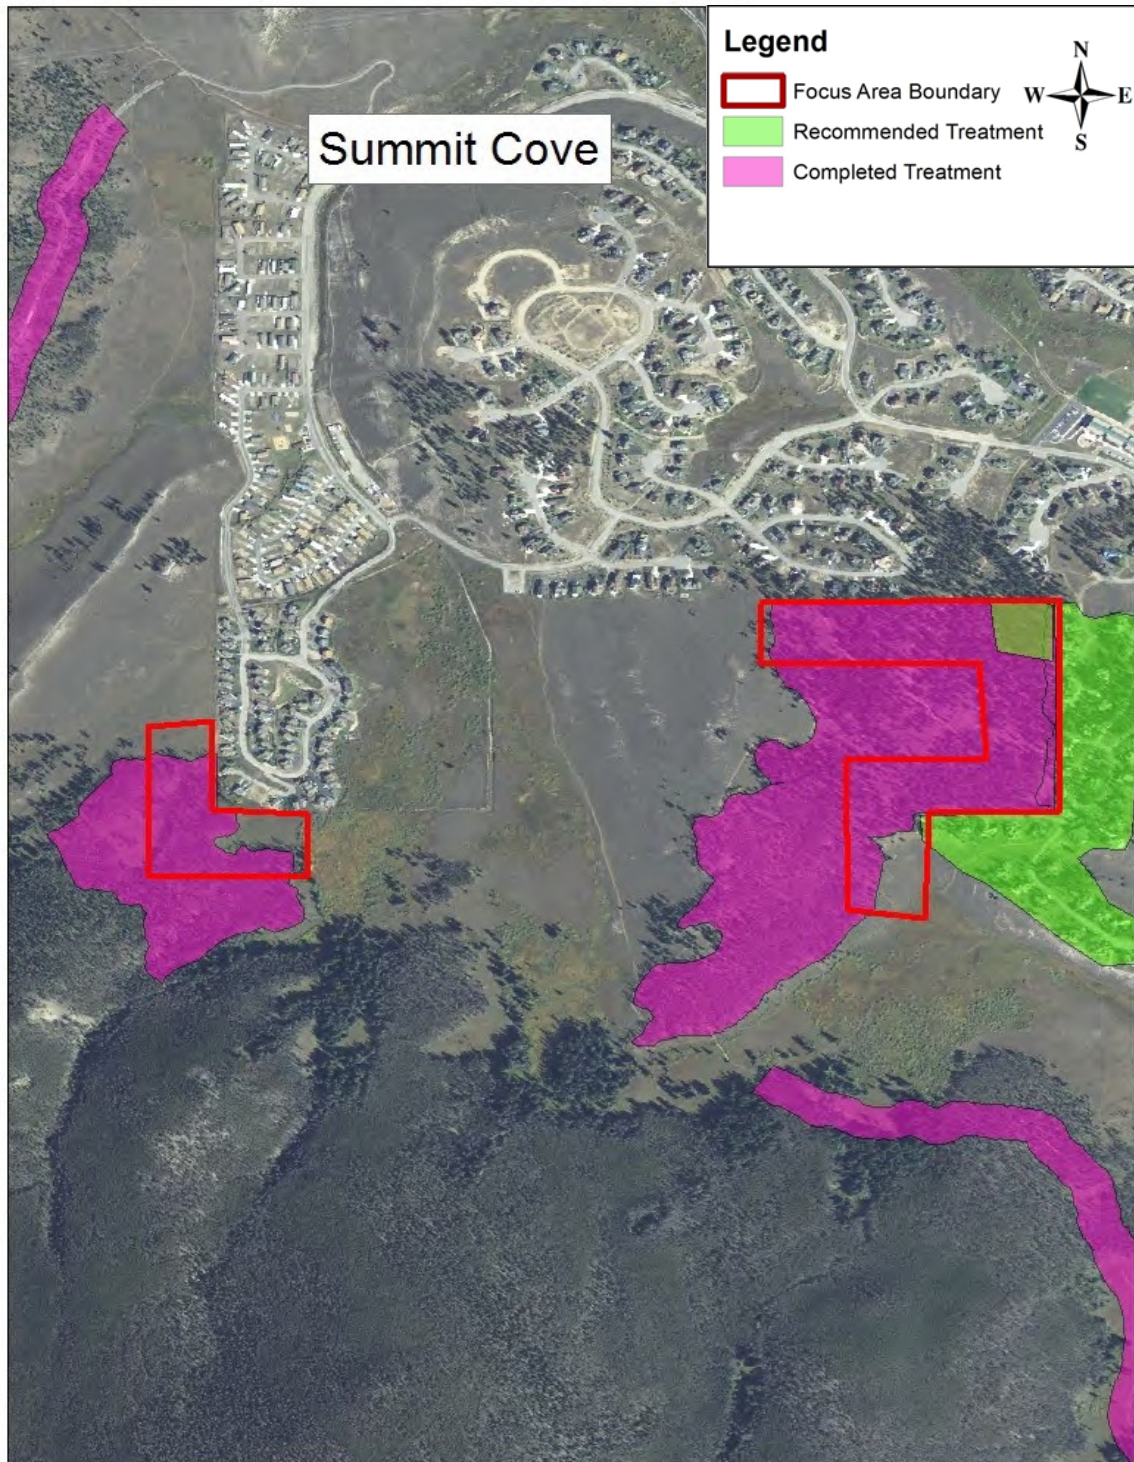 Summit Cove
Legend
Focus Area Boundary
Recommended Treatment
Completed Treatment
N
W E
S